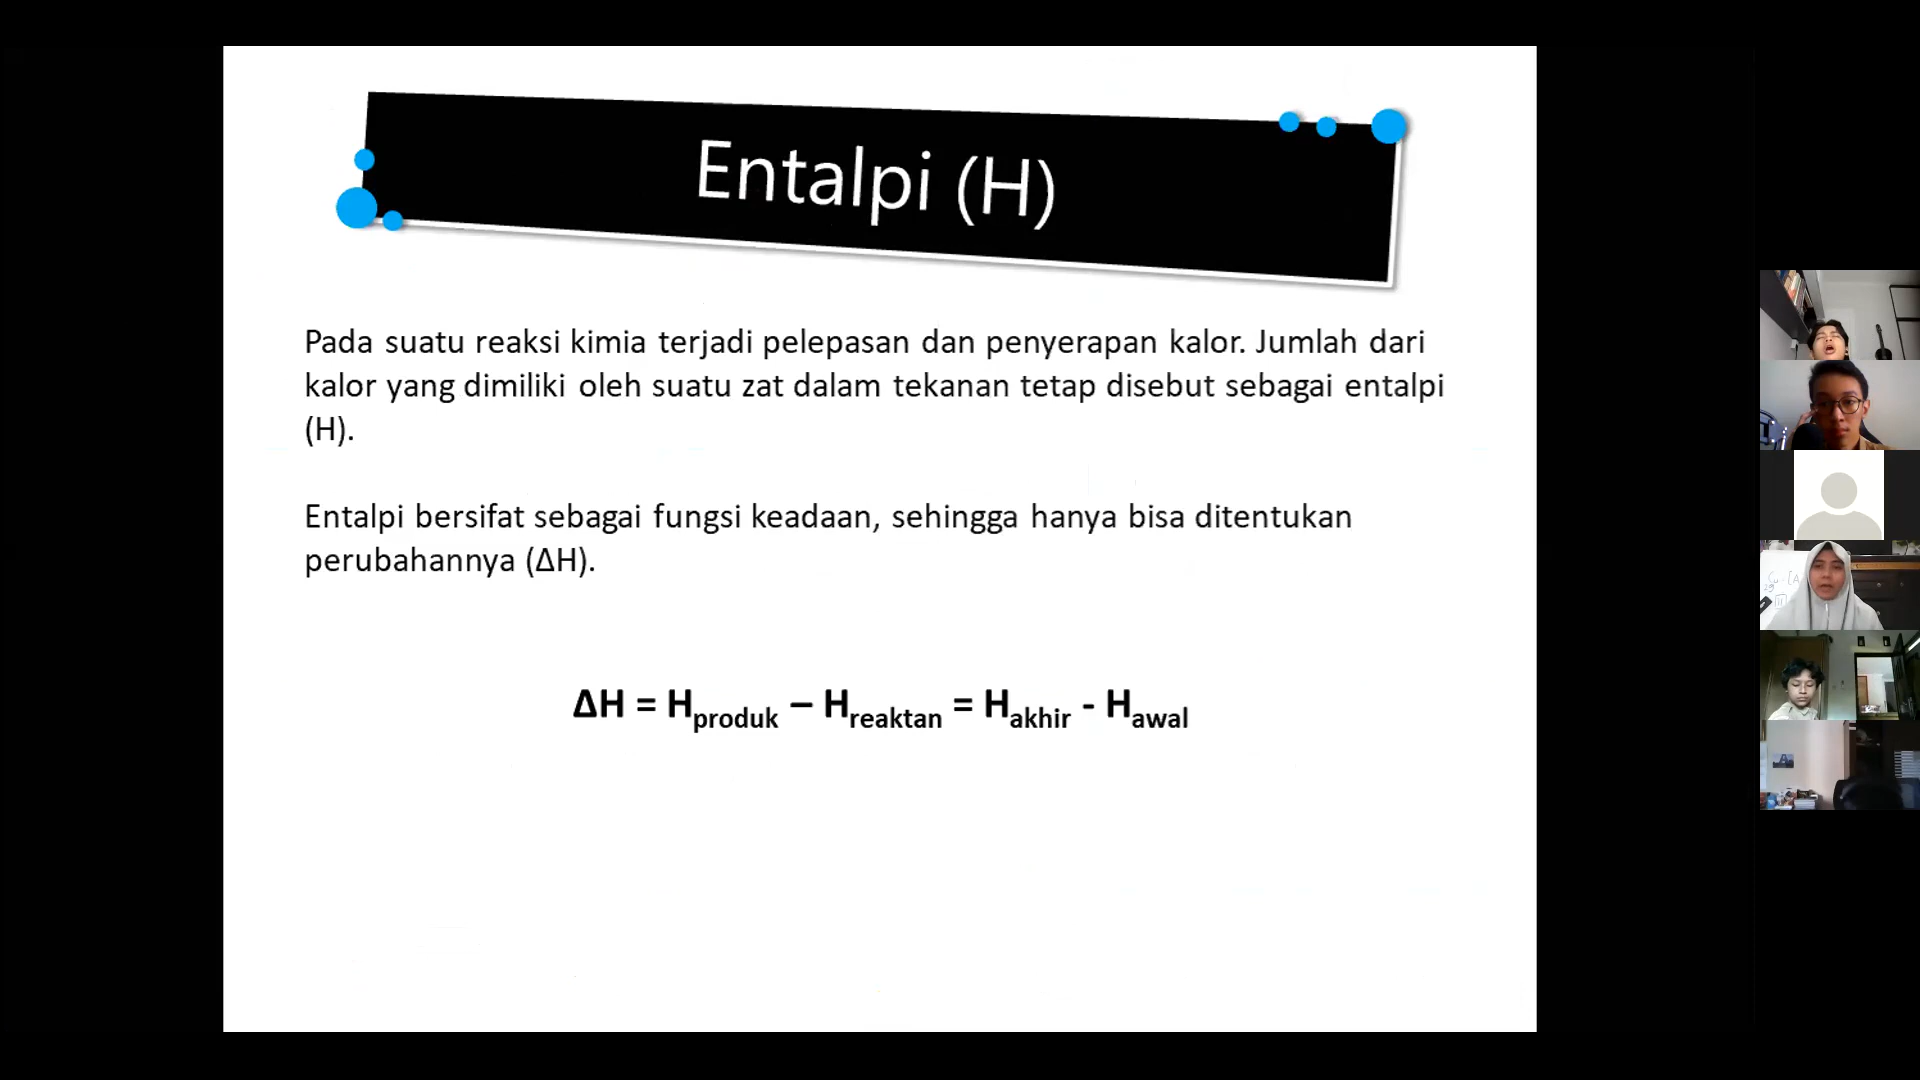 Entalpi (H)
Pada suatu reaksi kimia terjadi pelepasan dan penyerapan kalor. Jumlah dari
kalor yang dimiliki oleh suatu zat dalam tekanan tetap disebut sebagai entalpi
(H).
Entalpi bersifat sebagai fungsi keadaan, sehingga hanya bisa ditentukan
perubahannya (ΔH).
ΔH = Hproduk – Hreaktan = Hakhir - Hawal